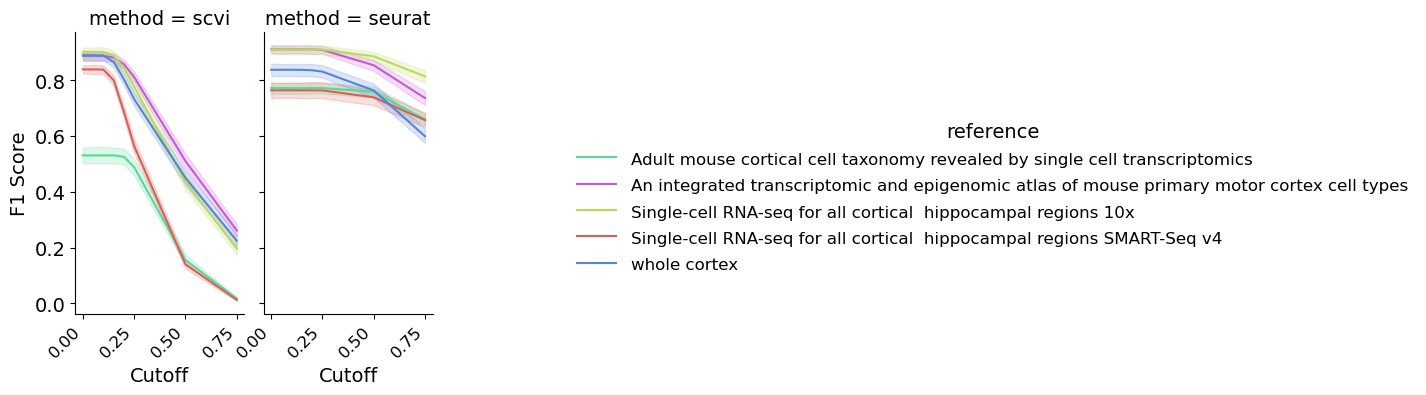 method = scvi
method = seurat
F1 Score
0.8
0.6
0.4
0.2
0.0
0.00
0.25
0.50
0.75
Cutoff
0.00
0.25
0.50
0.75
Cutoff
reference
Adult mouse cortical cell taxonomy revealed by single cell transcriptomics
An integrated transcriptomic and epigenomic atlas of mouse primary motor cortex cell types
Single-cell RNA-seq for all cortical  hippocampal regions 10x
Single-cell RNA-seq for all cortical  hippocampal regions SMART-Seq v4
whole cortex